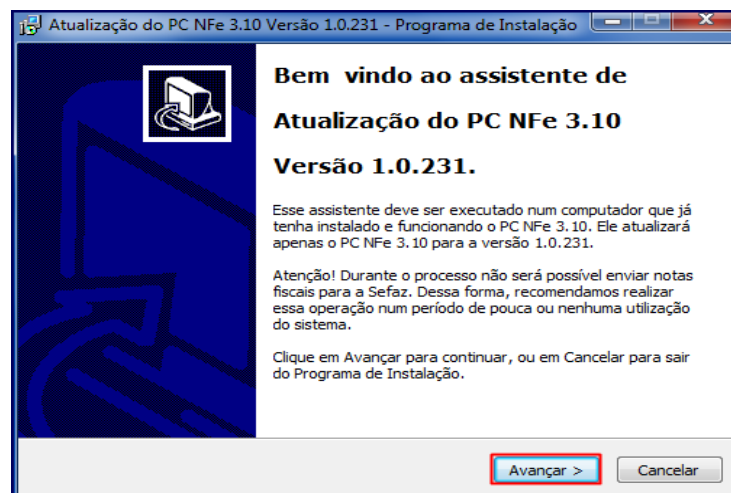 Atualização do PC NFe 3.10 Versão 1.0.231 - Programa de Instalação
Bem  vindo ao assistente de
Atualização do PC NFe 3.10
Versão 1.0.231.
Esse assistente deve ser executado num computador que já
tenha instalado e funcionando o PC NFe 3.10. Ele atualizará
apenas o PC NFe 3.10 para a versão 1.0.231.
Atenção! Durante o processo não será possível enviar notas
fiscais para a Sefaz. Dessa forma, recomendamos realizar
essa operação num período de pouca ou nenhuma utilização
do sistema.
Clique em Avançar para continuar, ou em Cancelar para sair
do Programa de Instalação.
Avançar >
Cancelar